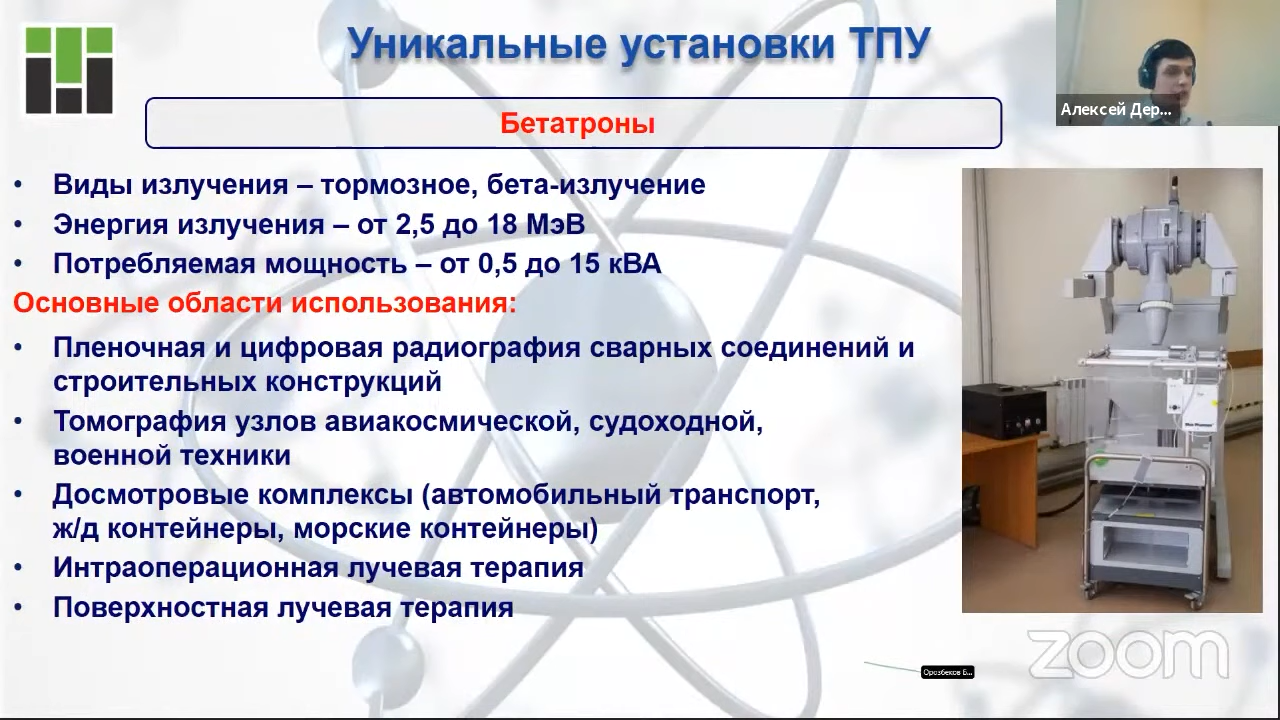 Уникальные установки ТПУ
Алексей Дер...
Бетатроны
• Виды излучения – тормозное, бета-излучение
• Энергия излучения – от 2,5 до 18 МэВ
• Потребляемая мощность – от 0,5 до 15 кВА
Основные области использования:
• Пленочная и цифровая радиография сварных соединений и
строительных конструкций
• Томография узлов авиакосмической, судоходной,
военной техники
• Досмотровые комплексы (автомобильный транспорт,
ж/д контейнеры, морские контейнеры)
• Интраоперационная лучевая терапия
• Поверхностная лучевая терапия
zoom
Орозбеков Б...